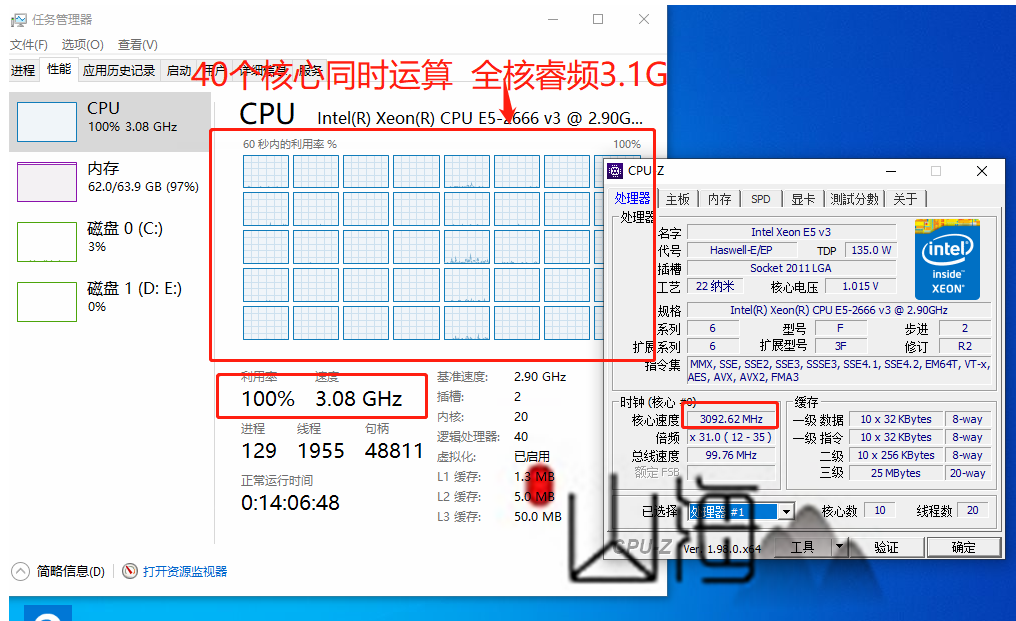 任务管理器
文件(F) 选项(O) 查看(V)
进程 性能 应用历史记录 启动 用户 详细信息 服务
40个核心同时运算 全核睿频3.1G
CPU
100% 3.08 GHz
内存
62.0/63.9 GB (97%)
磁盘 0 (C:)
3%
磁盘 1 (D: E:)
0%
CPU Intel(R) Xeon(R) CPU E5-2666 v3 @ 2.90G...
60 秒内的利用率 % 100%
利用率 速度
100% 3.08 GHz
进程 线程 句柄
129 1955 48811
正常运行时间
0:14:06:48
基准速度: 2.90 GHz
插槽: 2
内核: 20
逻辑处理器: 40
虚拟化: 已启用
L1 缓存: 1.3 MB
L2 缓存: 5.0 MB
L3 缓存: 50.0 MB
简略信息(D) 打开资源监视器
CPU-Z
处理器 主板 内存 SPD 显卡 测試分數 关于
处理器
名字 Intel Xeon E5 v3
代号 Haswell-E/EP TDP 135.0 W
插槽 Socket 2011 LGA
工艺 22 纳米 核心电压 1.015 V
规格 Intel(R) Xeon(R) CPU E5-2666 v3 @ 2.90GHz
系列 6 型号 F 步进 2
扩展系列 6 扩展型号 3F 修订 R2
指令集 MMX, SSE, SSE2, SSE3, SSSE3, SSE4.1, SSE4.2, EM64T, VT-x,
AES, AVX, AVX2, FMA3
intel
inside™
XEON®
时钟 (核心 #0)
核心速度 3092.62 MHz
倍频 x 31.0 ( 12 - 35 )
总线速度 99.76 MHz
额定 FSB
缓存
一级 数据 10 x 32 KBytes 8-way
一级 指令 10 x 32 KBytes 8-way
二级 10 x 256 KBytes 8-way
三级 25 MBytes 20-way
已选择 处理器 #1 核心数 10 线程数 20
CPU-Z Ver. 1.98.0.x64 工具 验证 确定
山海